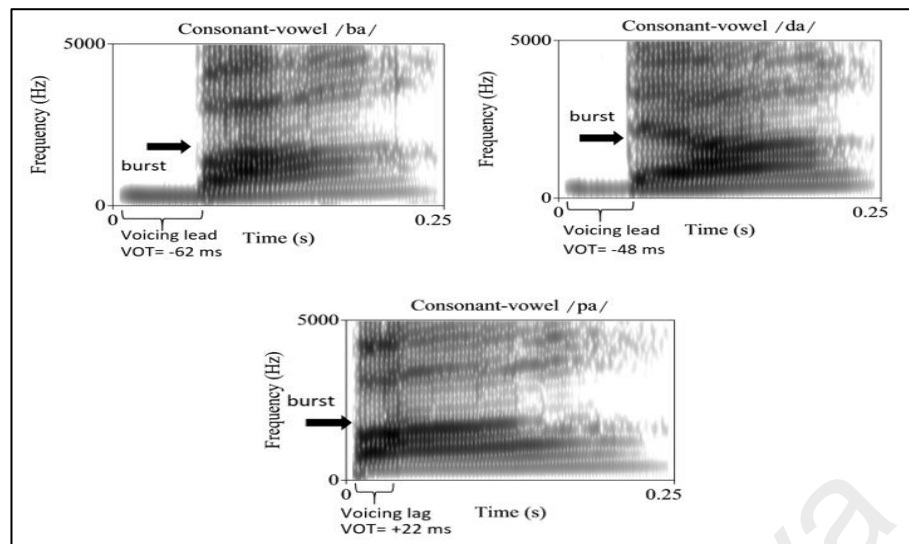 Consonant-vowel /ba/
5000
Frequency (Hz)
burst
0
0
0.25
Voicing lead
VOT= -62 ms
Time (s)
Consonant-vowel /da/
5000
Frequency (Hz)
burst
0
0
0.25
Voicing lead
VOT= -48 ms
Time (s)
Consonant-vowel /pa/
5000
Frequency (Hz)
burst
0
0
0.25
Voicing lag
VOT= +22 ms
Time (s)